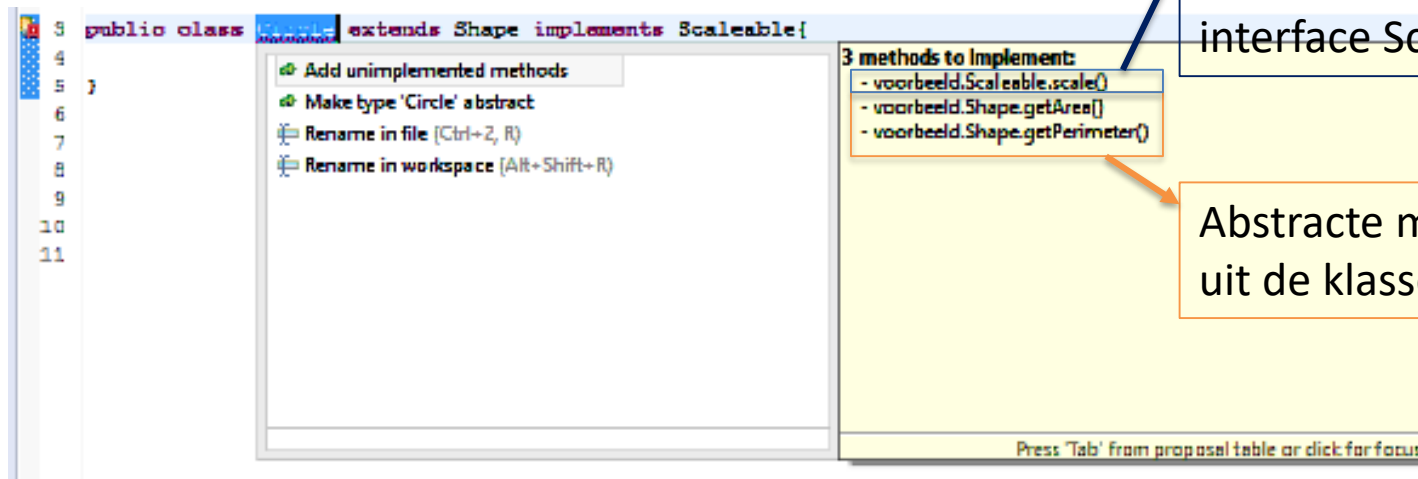 3 public class Circle extends Shape implements Scaleable{
4
5 }
6
7
8
9
10
11
Add unimplemented methods
Make type 'Circle' abstract
Rename in file (Ctrl+2, R)
Rename in workspace (Alt+Shift+R)
3 methods to implement:
- voorbeeld.Scaleable.scale()
- voorbeeld.Shape.getArea()
- voorbeeld.Shape.getPerimeter()
Press 'Tab' from proposal table or click for focus
interface Sc
Abstracte m
uit de klass